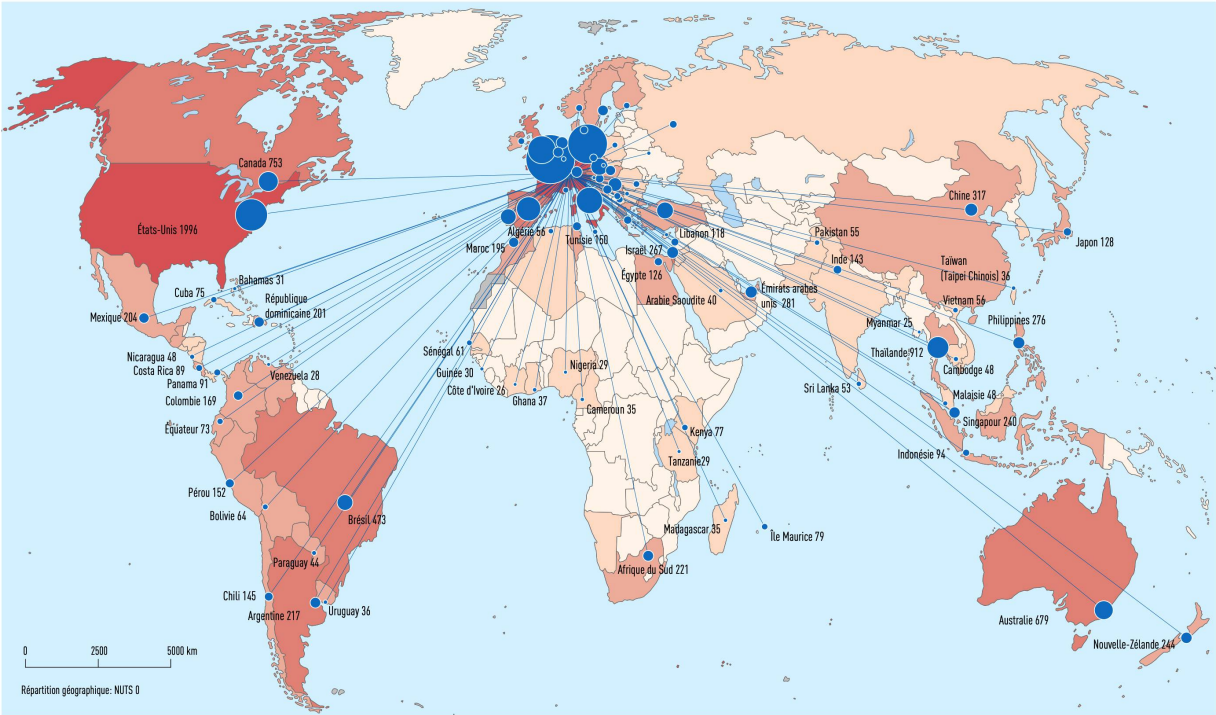 Canada 753
États-Unis 1996
Bahamas 31
Cuba 75
République
dominicaine 201
Mexique 204
Nicaragua 48
Costa Rica 89
Panama 91
Venezuela 28
Colombie 169
Équateur 73
Pérou 152
Bolivie 64
Brésil 473
Paraguay 44
Chili 145
Argentine 217
Uruguay 36
Algérie 56
Tunisie 160
Maroc 195
Libanon 118
Israël 267
Égypte 126
Arabie Saoudite 40
Émirats arabes
unis 281
Sénégal 61
Guinée 30
Côte d'Ivoire 26
Ghana 37
Nigeria 29
Cameroun 35
Kenya 77
Tanzanie29
Madagascar 35
Île Maurice 79
Afrique du Sud 221
Pakistan 55
Inde 143
Chine 317
Japon 128
Taïwan
(Taipei Chinois) 36
Vietnam 56
Myanmar 25
Philippines 276
Thaïlande 912
Cambodge 48
Sri Lanka 53
Malaisie 48
Singapour 240
Indonésie 94
Australie 679
Nouvelle-Zélande 244
0 2500 5000 km
Répartition géographique: NUTS 0